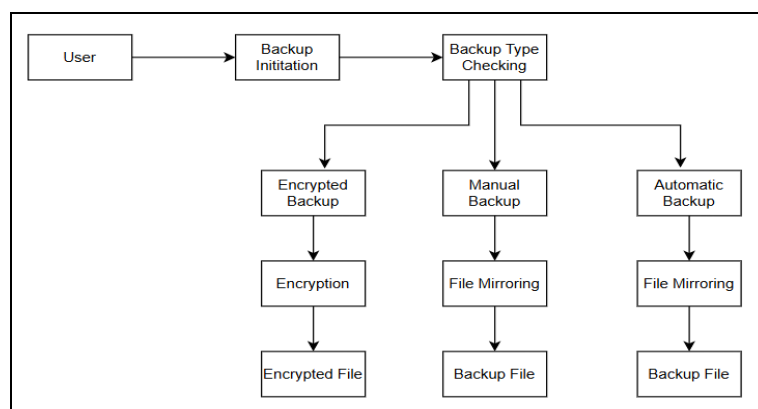 User
Backup
Inititation
Backup Type
Checking
Encrypted
Backup
Manual
Backup
Automatic
Backup
Encryption
File Mirroring
File Mirroring
Encrypted File
Backup File
Backup File